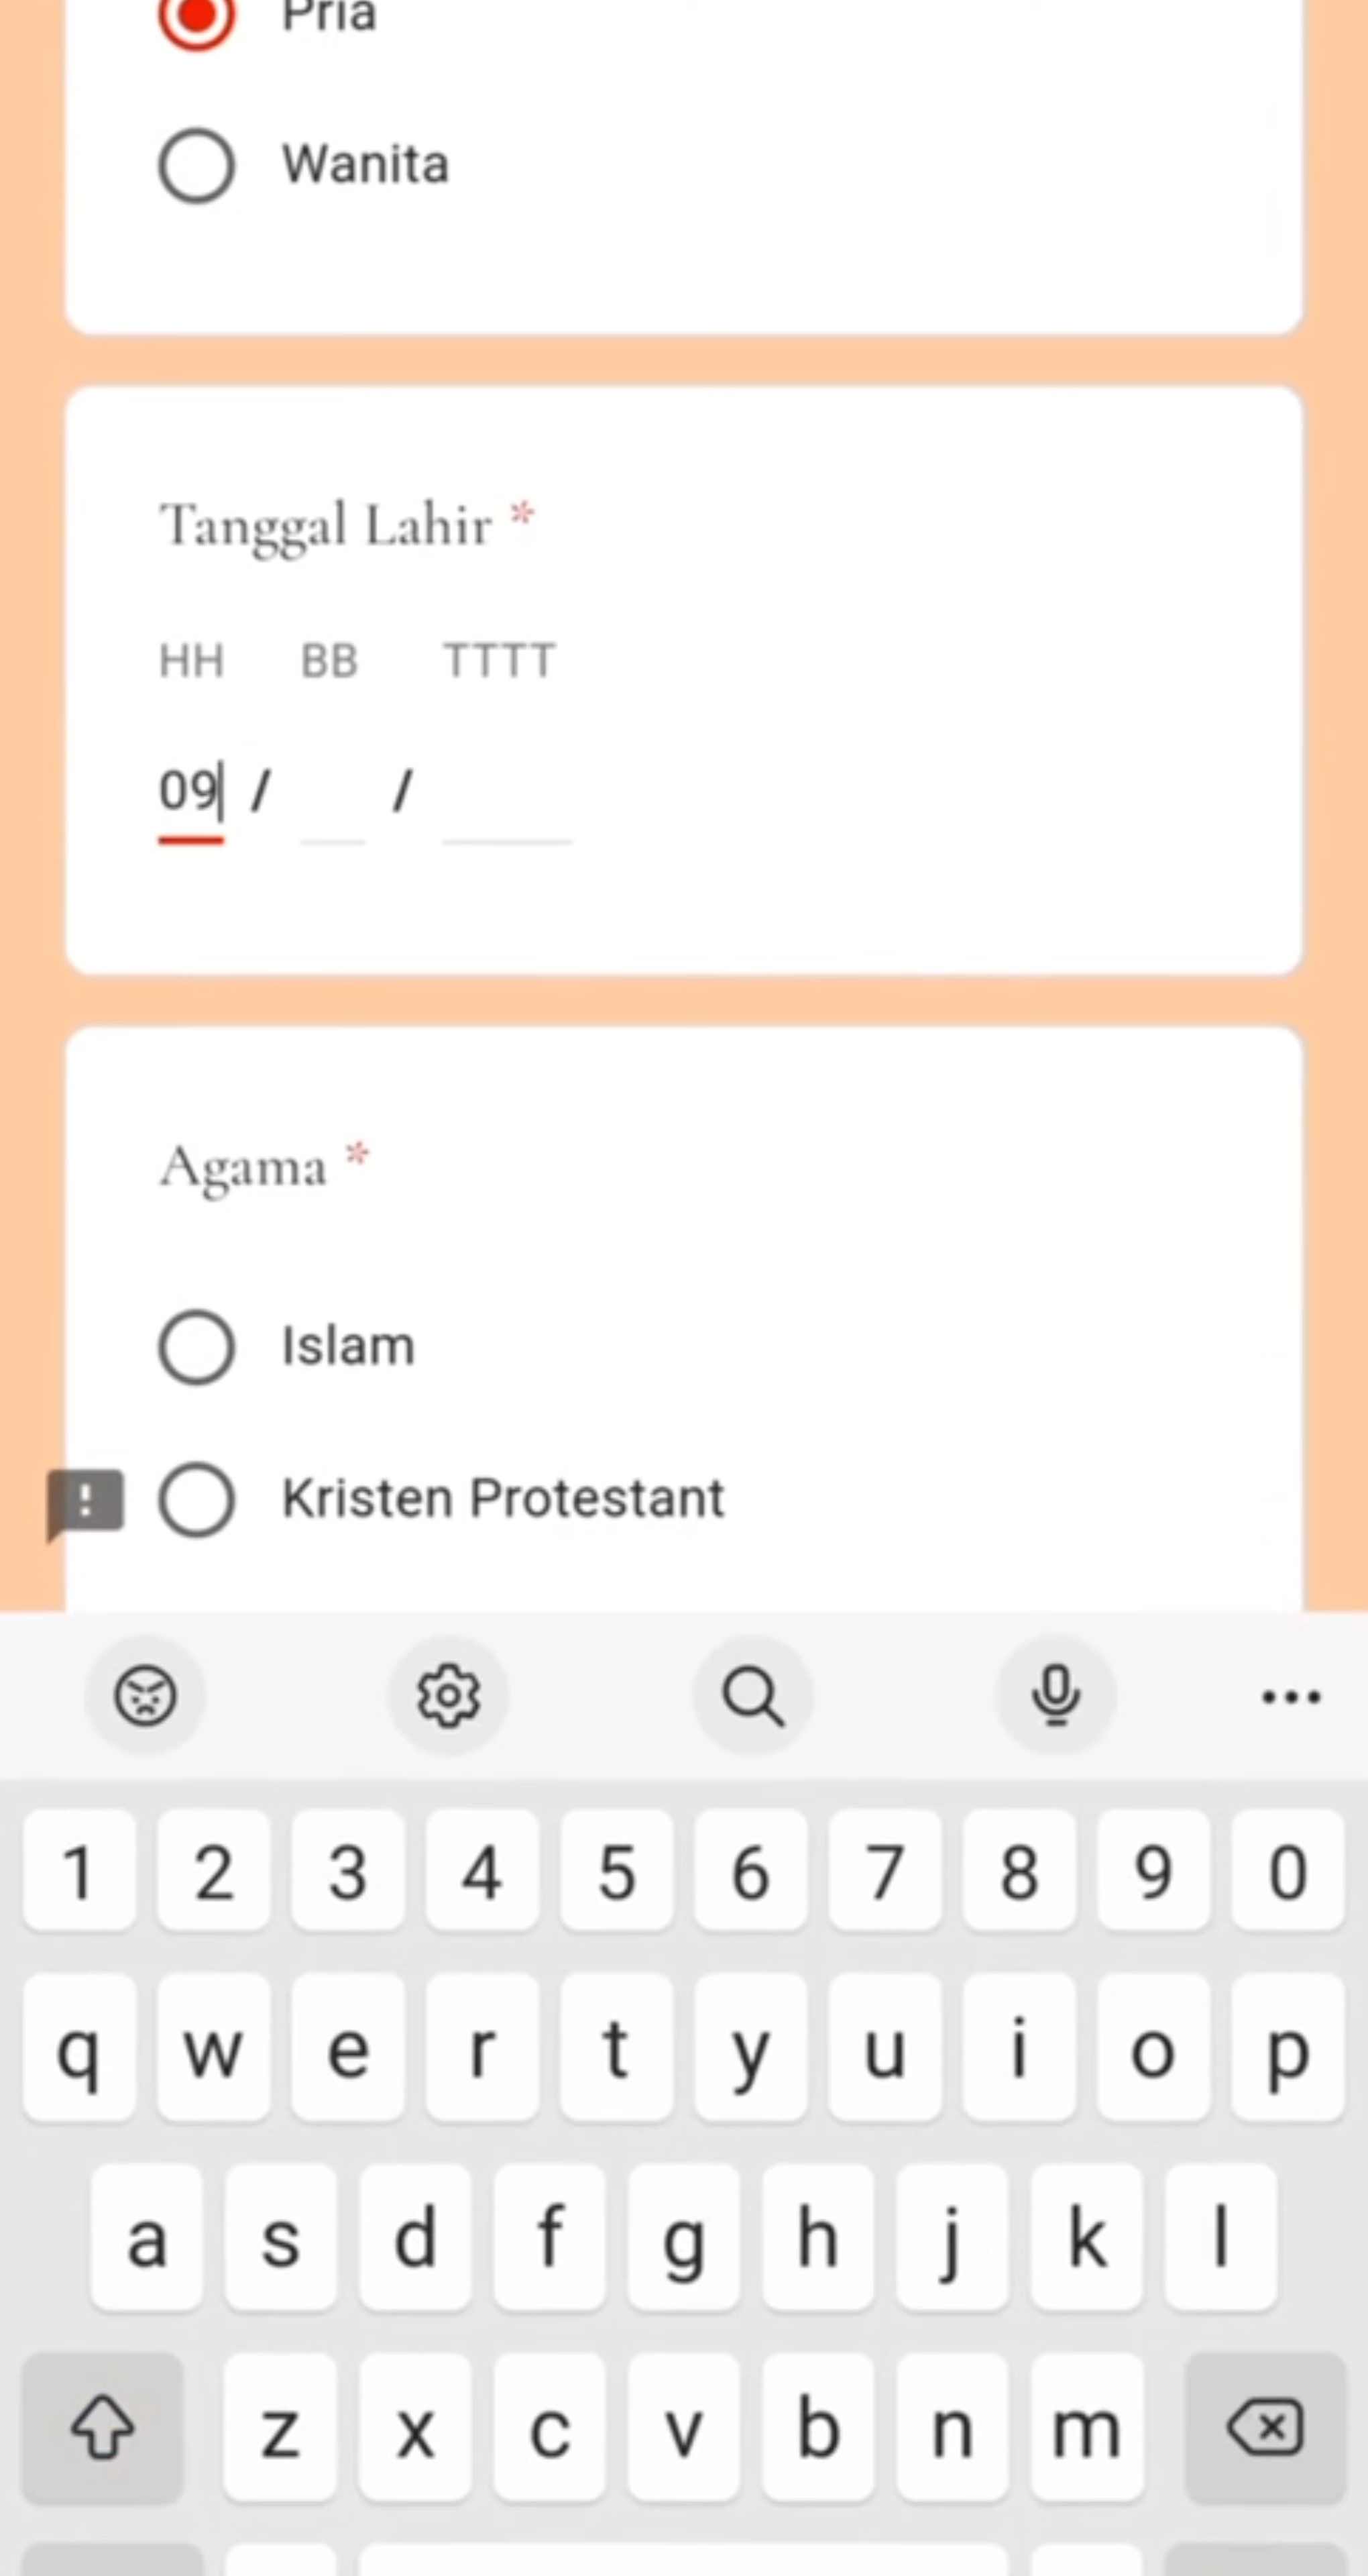 Pria
Wanita
Tanggal Lahir *
HH BB TTTT
09 / /
Agama *
Islam
Kristen Protestant
1 2 3 4 5 6 7 8 9 0
q w e r t y u i o p
a s d f g h j k l
z x c v b n m